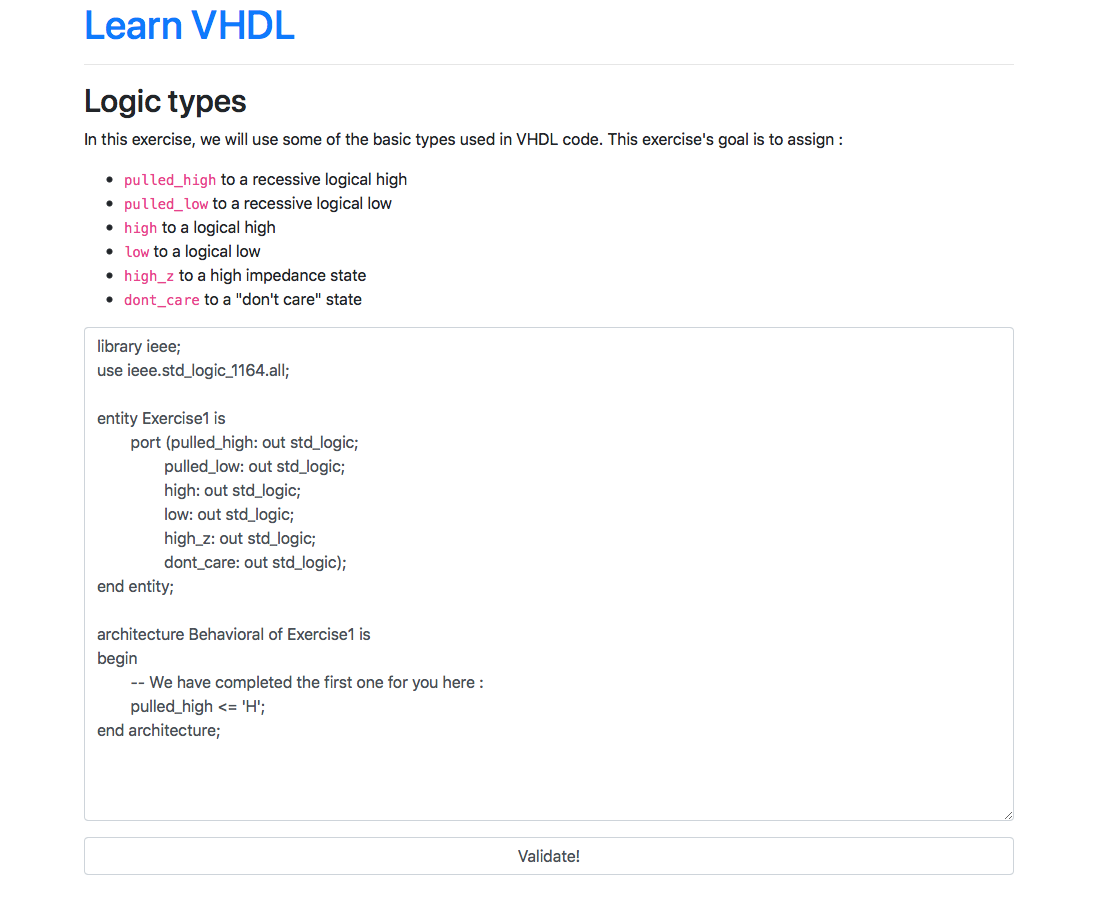 Learn VHDL
Logic types
In this exercise, we will use some of the basic types used in VHDL code. This exercise's goal is to assign :
pulled_high to a recessive logical high
pulled_low to a recessive logical low
high to a logical high
low to a logical low
high_z to a high impedance state
dont_care to a "don't care" state
library ieee;
use ieee.std_logic_1164.all;
entity Exercise1 is
port (pulled_high: out std_logic;
pulled_low: out std_logic;
high: out std_logic;
low: out std_logic;
high_z: out std_logic;
dont_care: out std_logic);
end entity;
architecture Behavioral of Exercise1 is
begin
-- We have completed the first one for you here :
pulled_high <= 'H';
end architecture;
Validate!